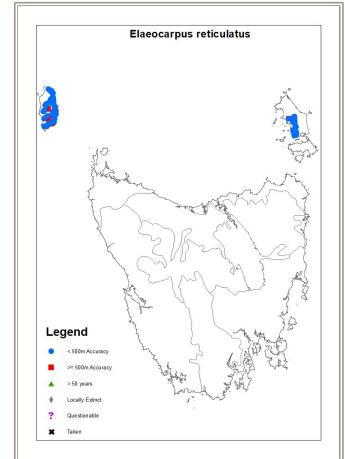 Elaeocarpus reticulatus
Legend
< 500m Accuracy
>= 500m Accuracy
> 50 years
Locally Extinct
Questionable
Taken